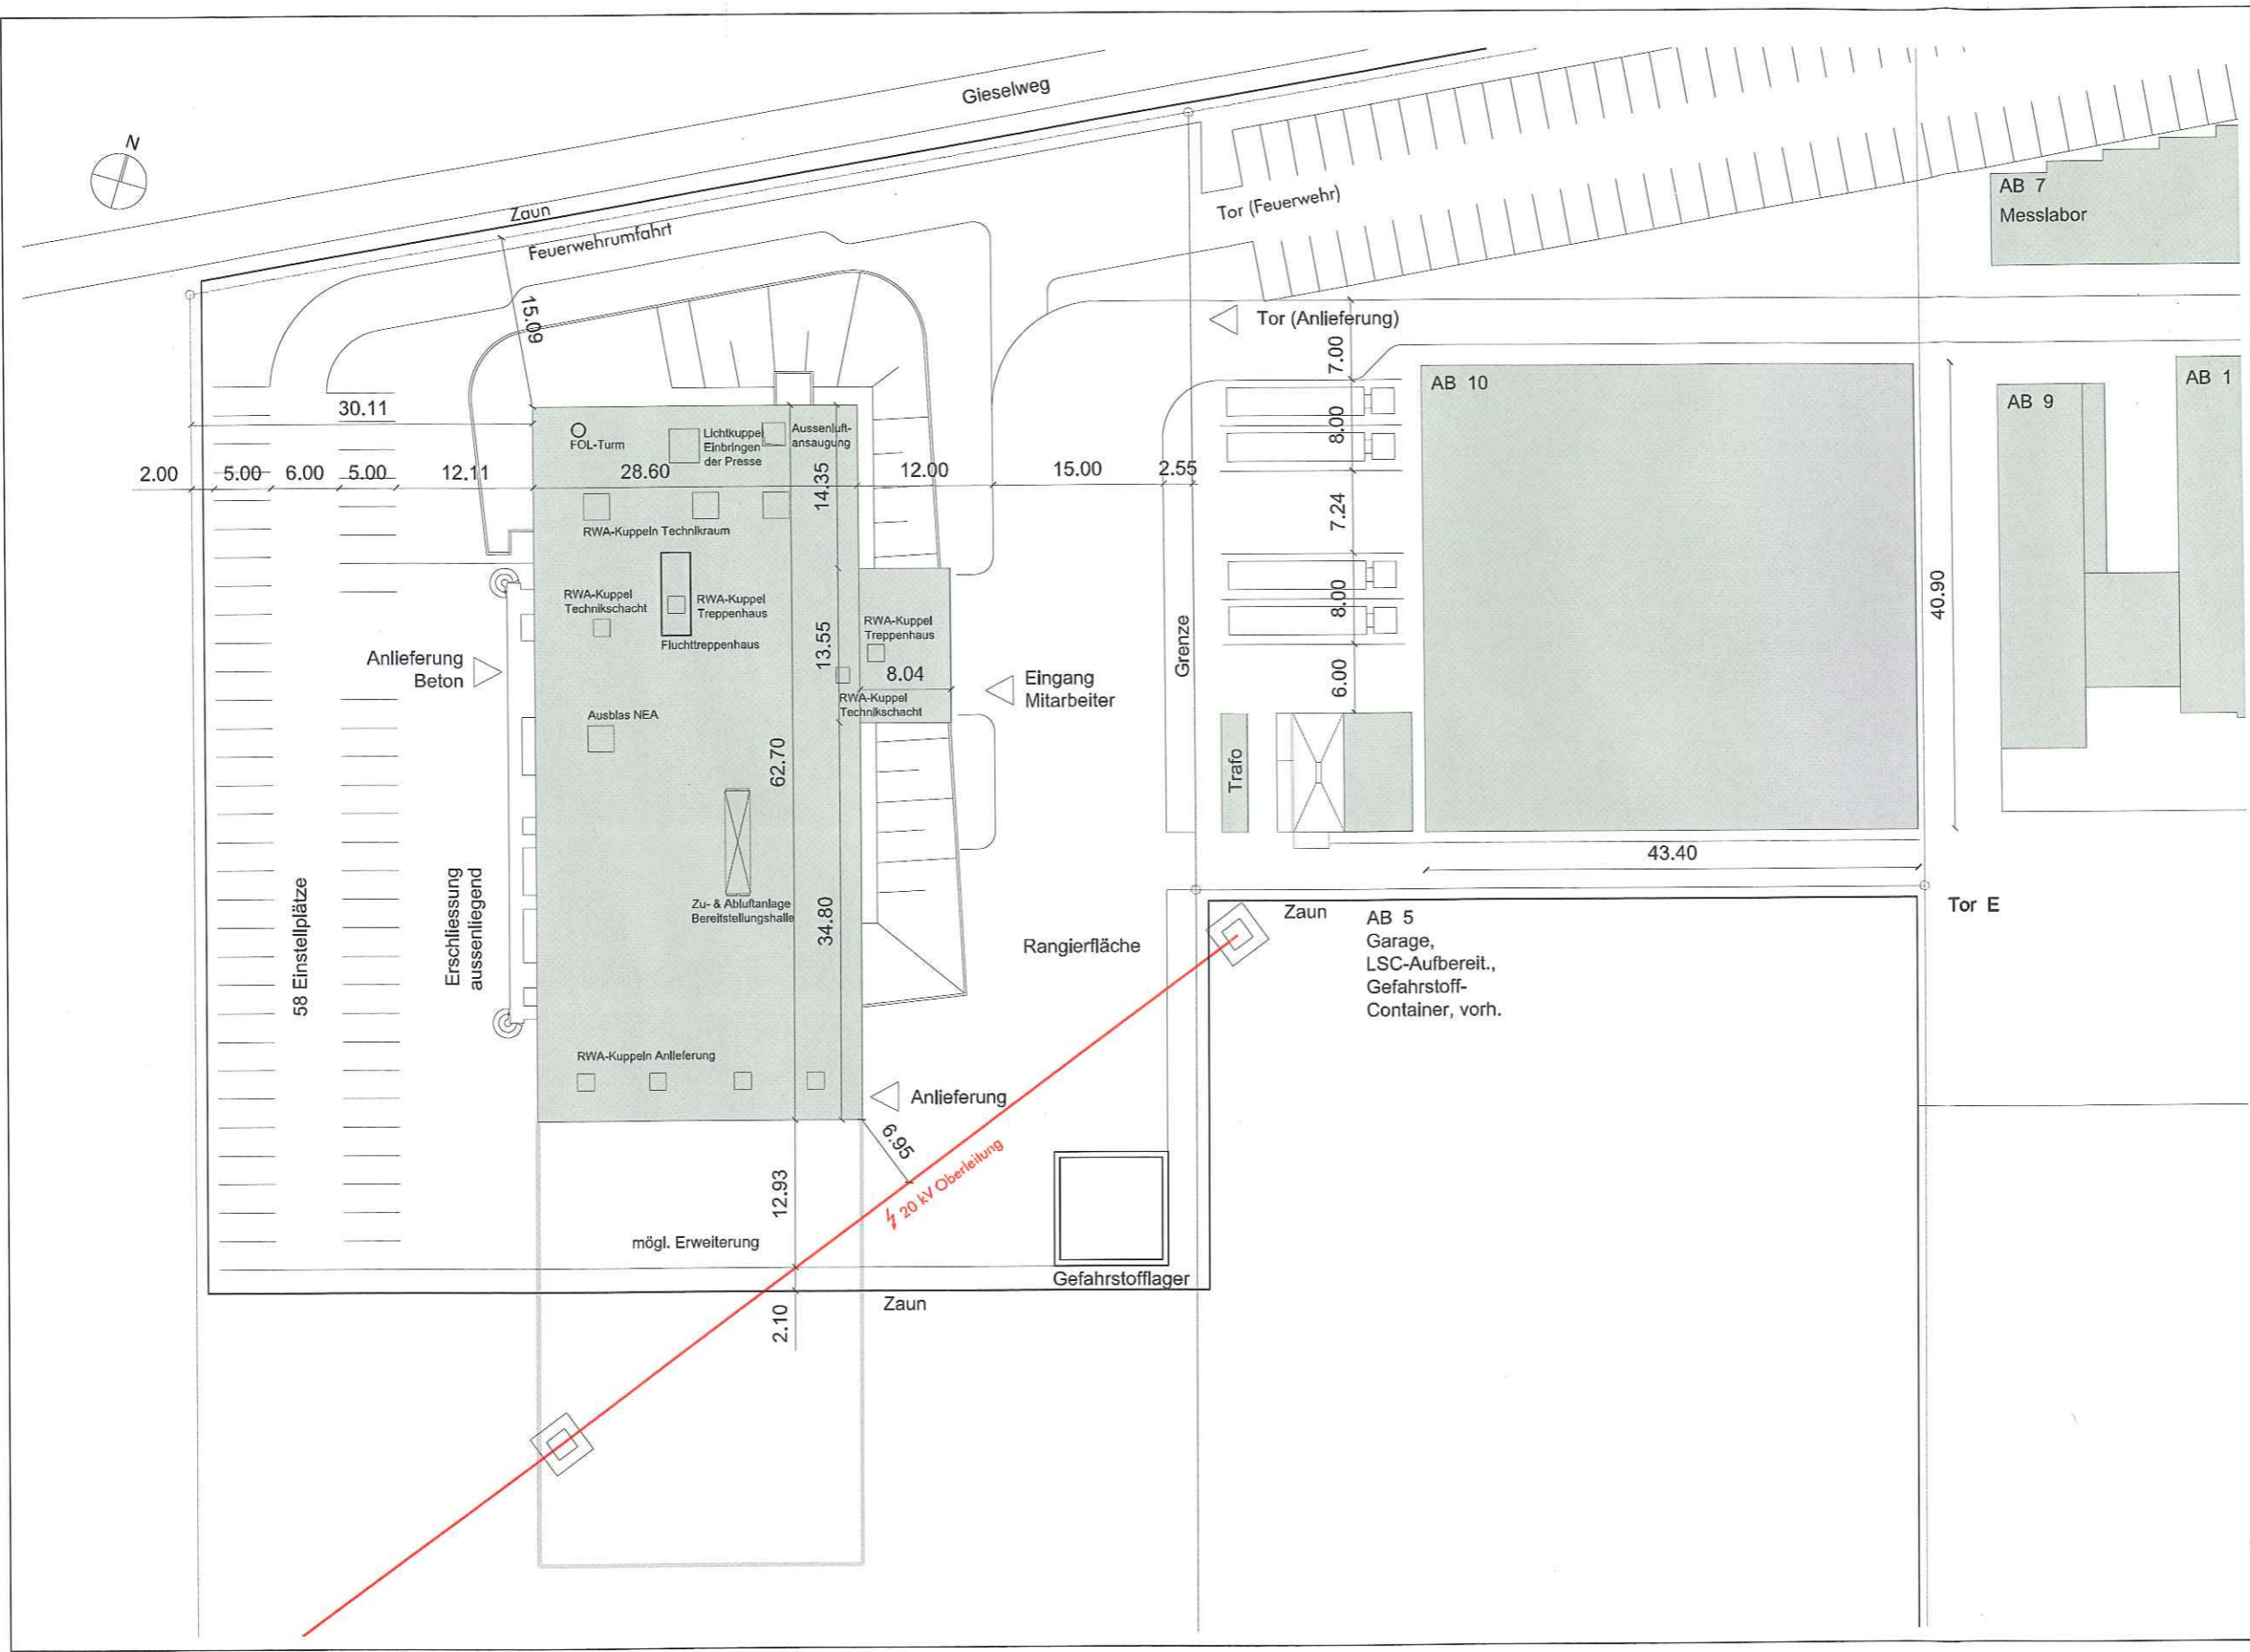 Gieselweg
N
AB 7
Messlabor
Tor (Feuerwehr)
Zaun
Feuerwehrumfahrt
15.09
Tor (Anlieferung)
7.00
AB 10
AB 9
AB 1
30.11
FOL-Turm
Lichtkuppel
Einbringen
der Presse
Aussenluft-
ansaugung
8.00
2.00
5.00
6.00
5.00
12.11
28.60
14.35
12.00
15.00
2.55
7.24
RWA-Kuppeln Technikraum
RWA-Kuppel
Technikschacht
RWA-Kuppel
Treppenhaus
Fluchttreppenhaus
13.55
RWA-Kuppel
Treppenhaus
8.04
RWA-Kuppel
Technikschacht
8.00
40.90
Grenze
Anlieferung
Beton
Eingang
Mitarbeiter
6.00
Ausblas NEA
62.70
Trafo
43.40
Zu- & Abluftanlage
Bereitstellungshalle
34.80
58 Einstellplätze
Erschliessung
aussenliegend
Rangierfläche
Zaun
AB 5
Garage,
LSC-Aufbereit.,
Gefahrstoff-
Container, vorh.
Tor E
RWA-Kuppeln Anlieferung
Anlieferung
6.95
20 kV Oberleitung
12.93
mögl. Erweiterung
Gefahrstofflager
Zaun
2.10